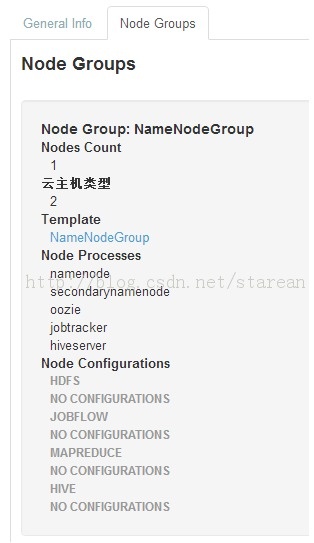 General Info
Node Groups
Node Groups
Node Group: NameNodeGroup
Nodes Count
1
云主机类型
2
Template
NameNodeGroup
Node Processes
namenode
http://blog.csdn.net/starean
secondarynamenode
oozie
jobtracker
hiveserver
Node Configurations
HDFS
NO CONFIGURATIONS
JOBFLOW
NO CONFIGURATIONS
MAPREDUCE
NO CONFIGURATIONS
HIVE
NO CONFIGURATIONS